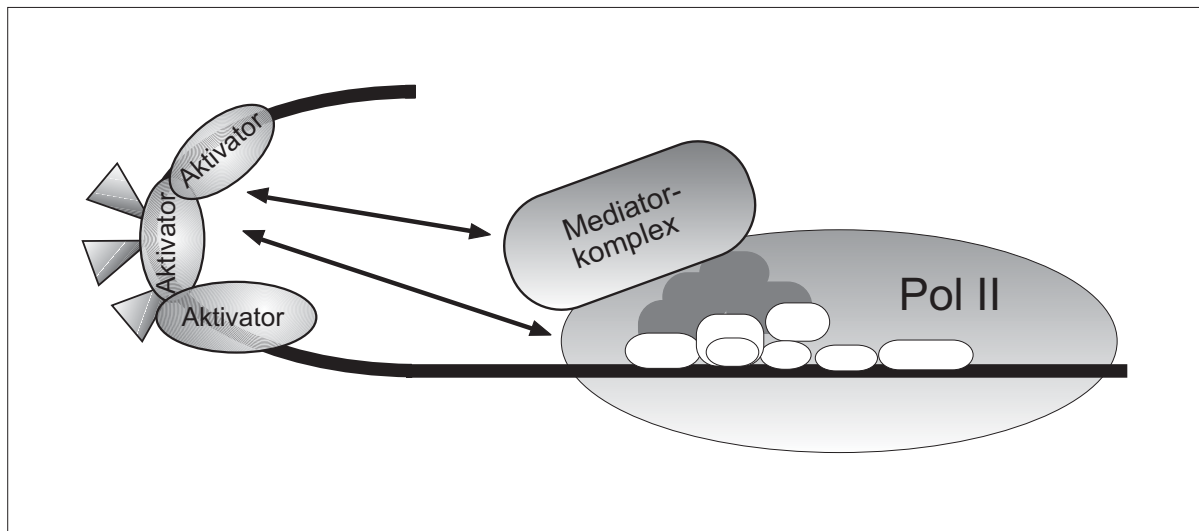 Aktivator
Aktivator
Aktivator
Mediator-
komplex
Pol II